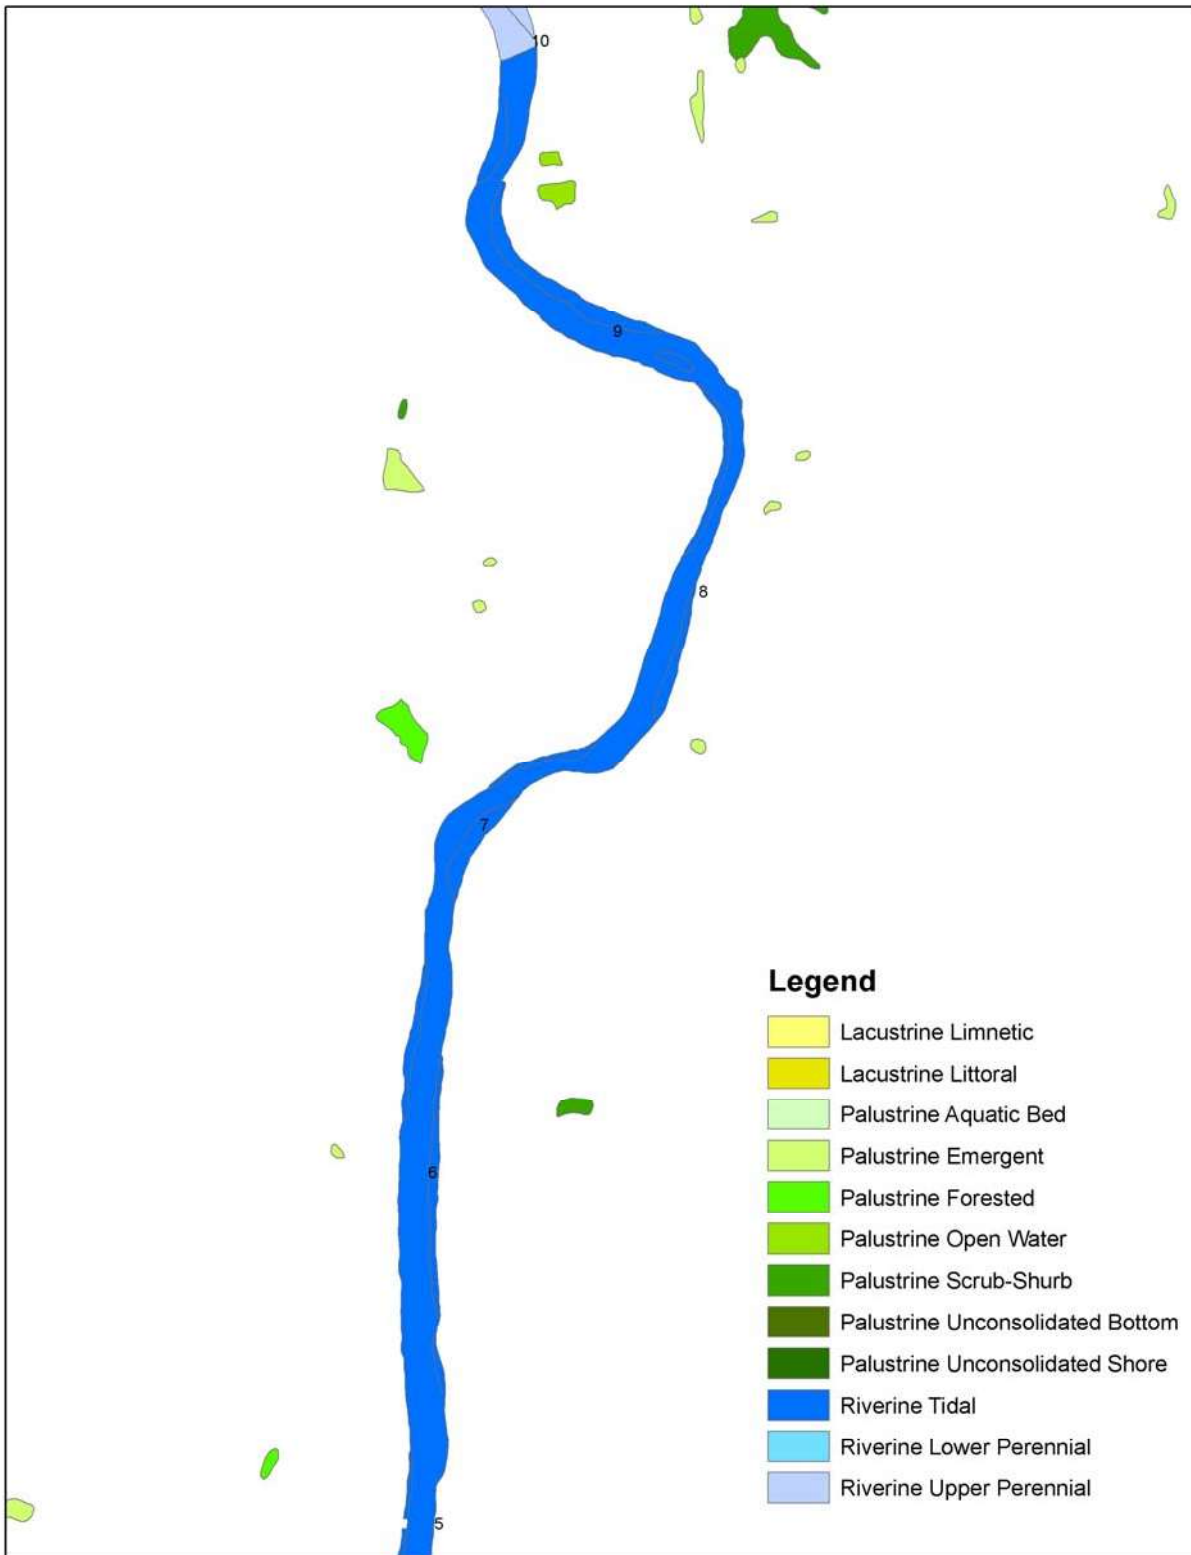 10
9
8
7
6
5
Legend
Lacustrine Limnetic
Lacustrine Littoral
Palustrine Aquatic Bed
Palustrine Emergent
Palustrine Forested
Palustrine Open Water
Palustrine Scrub-Shurb
Palustrine Unconsolidated Bottom
Palustrine Unconsolidated Shore
Riverine Tidal
Riverine Lower Perennial
Riverine Upper Perennial